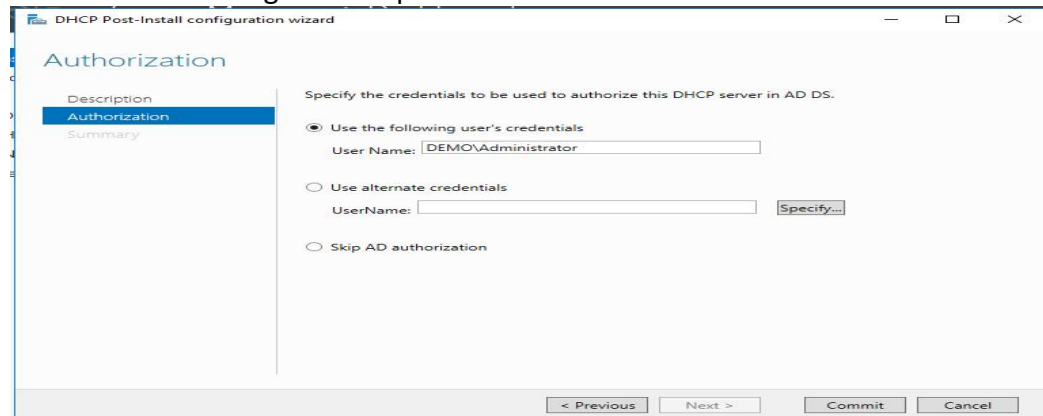 DHCP Post-Install configuration wizard
Authorization
Description
Authorization
Summary
Specify the credentials to be used to authorize this DHCP server in AD DS.
Use the following user's credentials
User Name: DEMO\Administrator
Use alternate credentials
UserName:
Specify...
Skip AD authorization
< Previous
Next >
Commit
Cancel